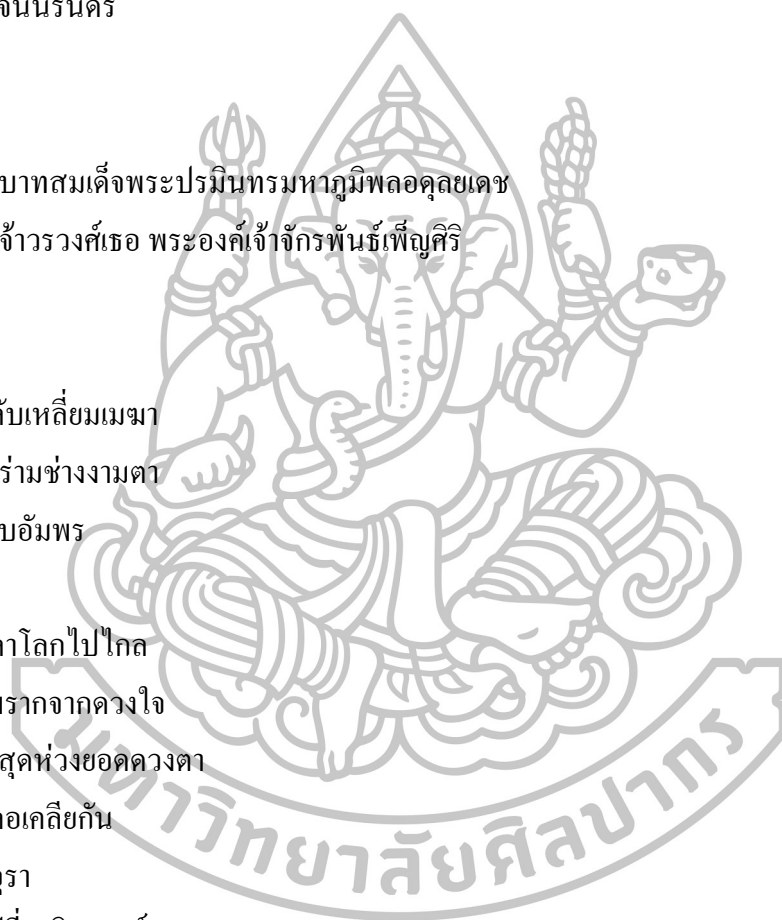 บาทสมเด็จพระปรมินทรมหาภูมิพลอดุลยเดช
จ้าวรวงศ์เธอ พระองค์เจ้าจักรพันธ์เพ็ญศิริ
ับเหลี่ยมเมฆา
ร่ามช่างงามตา
บอัมพร
าโลกไปไกล
รากจากดวงใจ
สุดห่วงยอดดวงตา
อเคลียกัน
ุรา
มหาวิทยาลัยศิลปากร